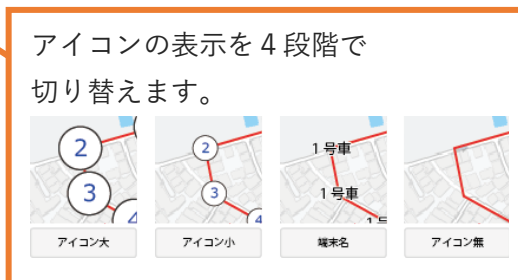 アイコンの表示を4段階で
切り替えます。
2
3
4
2
3
4
1号車
1号車
アイコン大
アイコン小
端末名
アイコン無